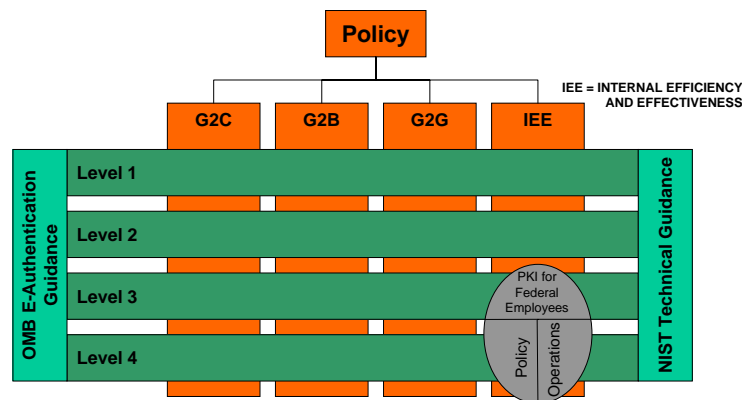 Policy
IEE = INTERNAL EFFICIENCY
AND EFFECTIVENESS
G2C
G2B
G2G
IEE
OMB E-Authentication
Guidance
Level 1
Level 2
Level 3
Level 4
PKI for
Federal
Employees
Policy
Operations
NIST Technical Guidance